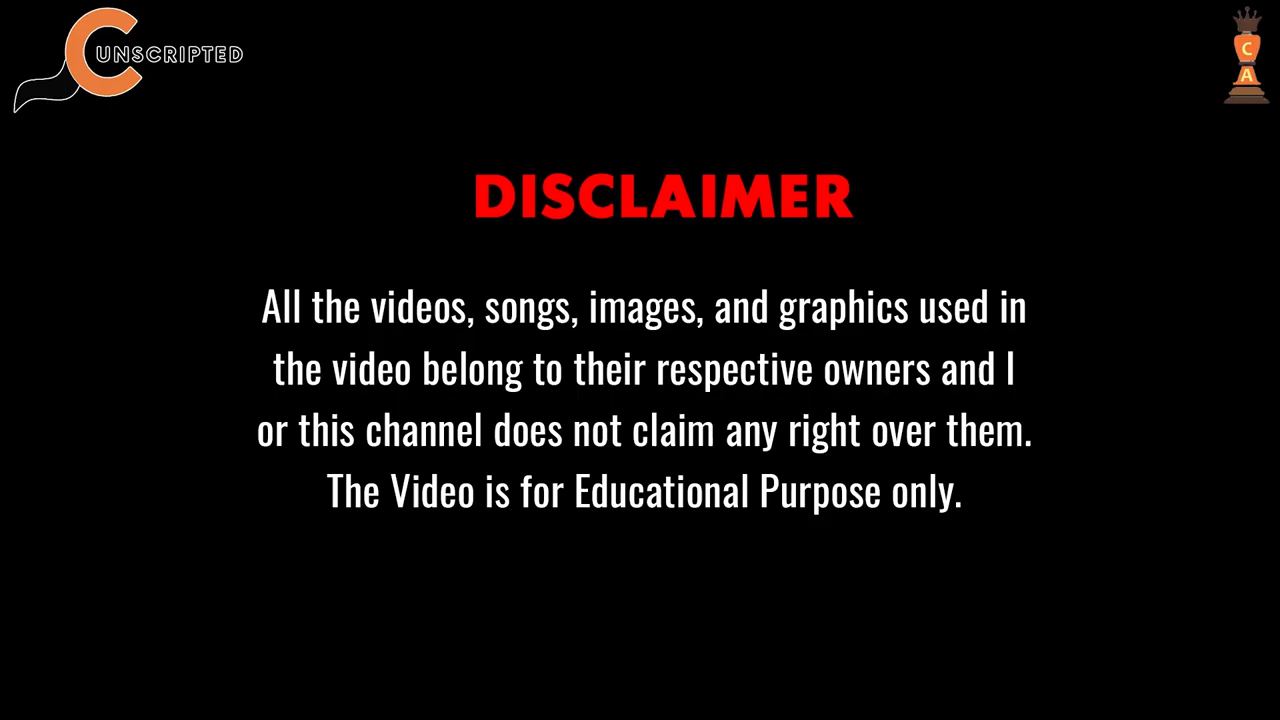 C UNSCRIPTED
C
A
DISCLAIMER
All the videos, songs, images, and graphics used in
the video belong to their respective owners and I
or this channel does not claim any right over them.
The Video is for Educational Purpose only.